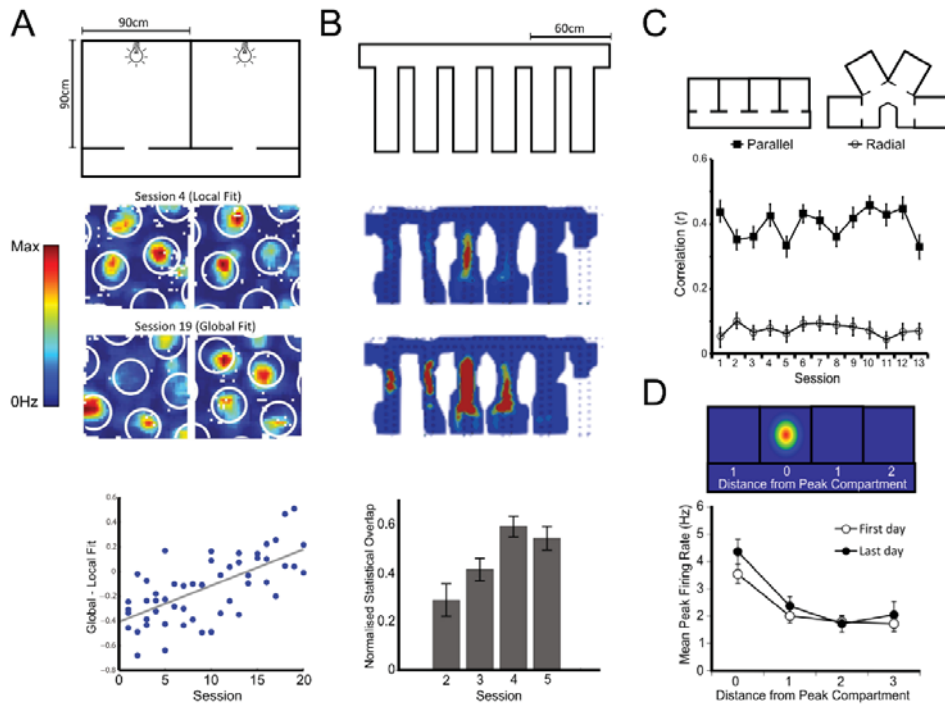 A
90cm
90cm
Session 4 (Local Fit)
Max
Session 19 (Global Fit)
0Hz
0.6
0.4
0.2
0
−0.2
−0.4
−0.6
−0.8
0 5 10 15 20
Global - Local Fit
Session
B
60cm
0.6
0.4
0.2
0
2 3 4 5
Normalised Statistical Overlap
Session
C
Parallel Radial
0.6
0.4
0.2
0
1 2 3 4 5 6 7 8 9 10 11 12 13
Correlation (r)
Session
D
1 0 1 2
Distance from Peak Compartment
First day
Last day
6
5
4
3
2
1
0
0 1 2 3
Mean Peak Firing Rate (Hz)
Distance from Peak Compartment